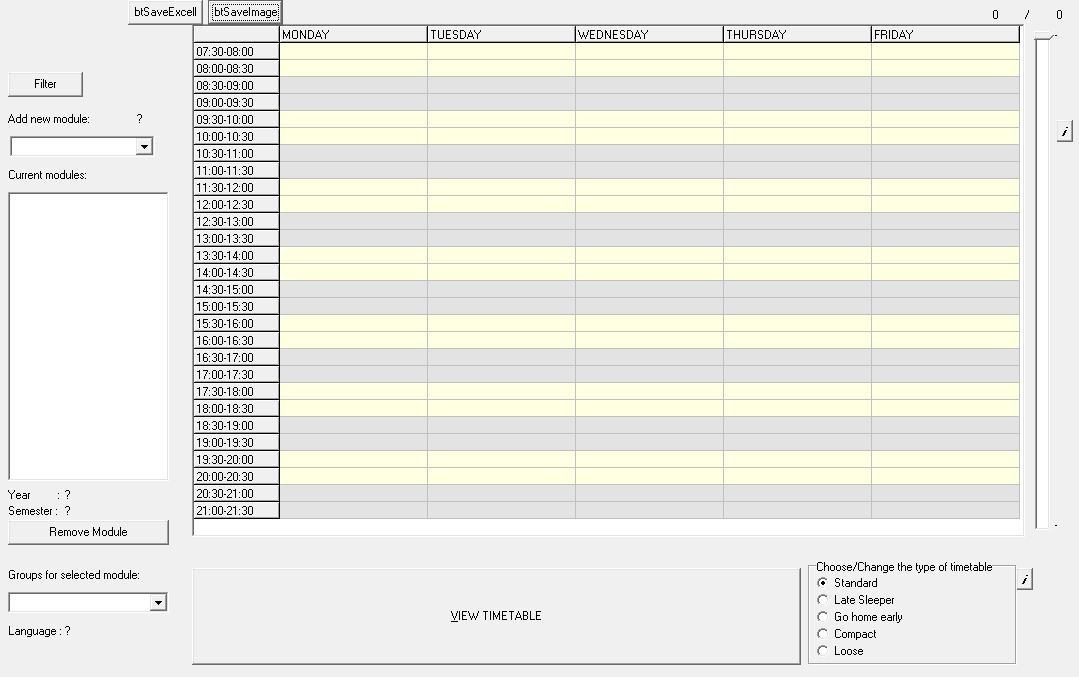 btSaveExcell btSaveImage 0 / 0
MONDAY TUESDAY WEDNESDAY THURSDAY FRIDAY
07:30-08:00
08:00-08:30
08:30-09:00
09:00-09:30
09:30-10:00
10:00-10:30
10:30-11:00
11:00-11:30
11:30-12:00
12:00-12:30
12:30-13:00
13:00-13:30
13:30-14:00
14:00-14:30
14:30-15:00
15:00-15:30
15:30-16:00
16:00-16:30
16:30-17:00
17:00-17:30
17:30-18:00
18:00-18:30
18:30-19:00
19:00-19:30
19:30-20:00
20:00-20:30
20:30-21:00
21:00-21:30
Filter
Add new module: ?
Current modules:
Year : ?
Semester : ?
Remove Module
Groups for selected module:
Language : ?
VIEW TIMETABLE
Choose/Change the type of timetable
Standard
Late Sleeper
Go home early
Compact
Loose
i
i